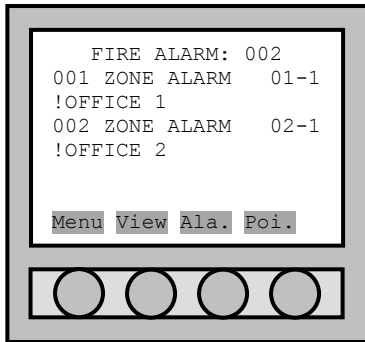 FIRE ALARM: 002
001 ZONE ALARM 01-1
!OFFICE 1
002 ZONE ALARM 02-1
!OFFICE 2
Menu View Ala. Poi.